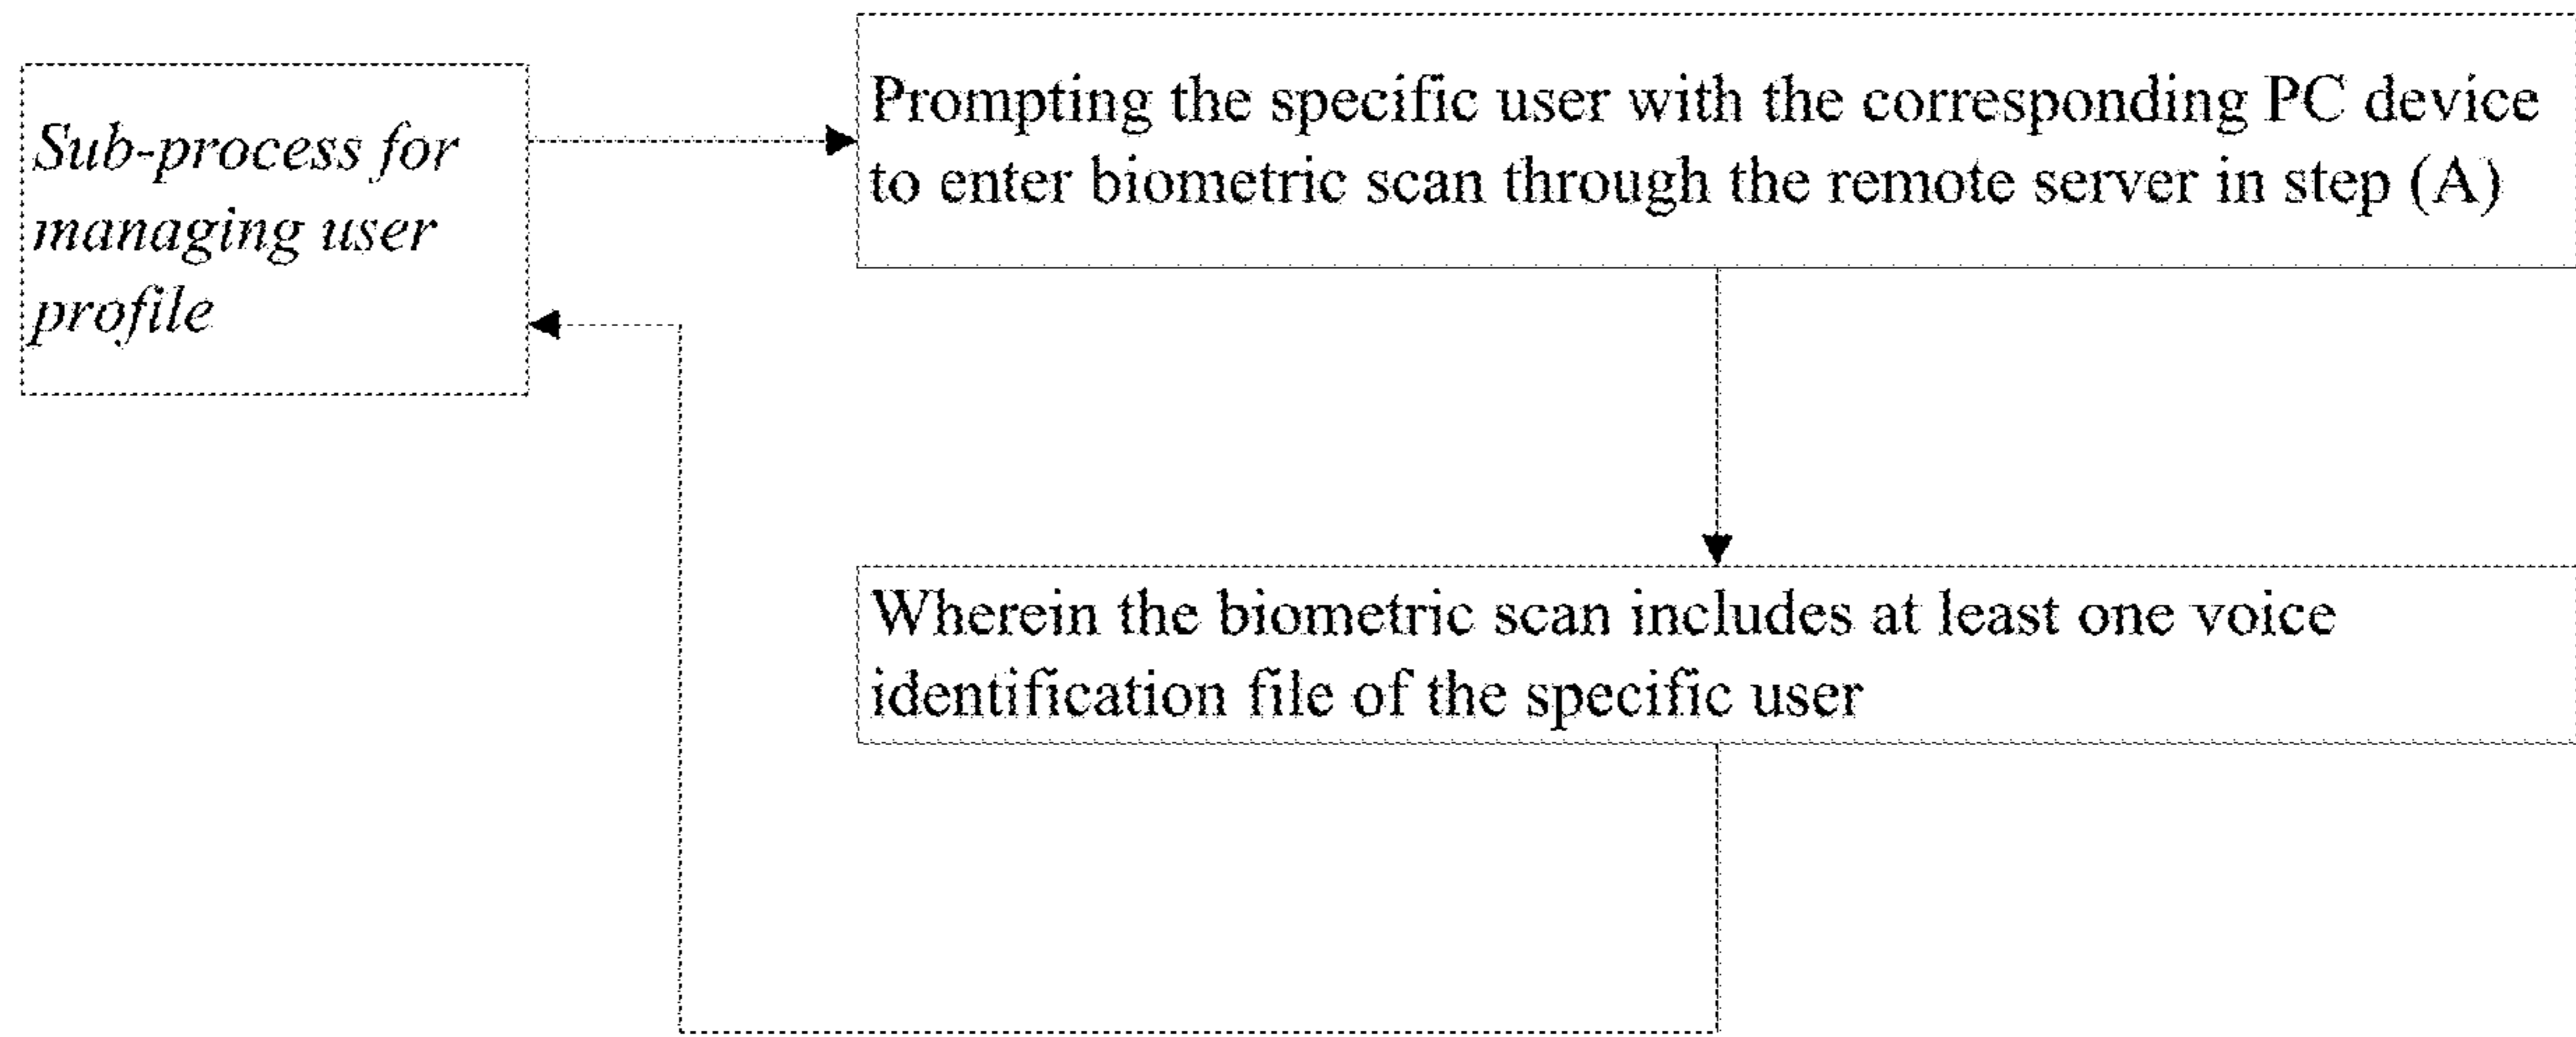 Sub-process for
managing user
profile
Prompting the specific user with the corresponding PC device
to enter biometric scan through the remote server in step (A)
Wherein the biometric scan includes at least one voice
identification file of the specific user